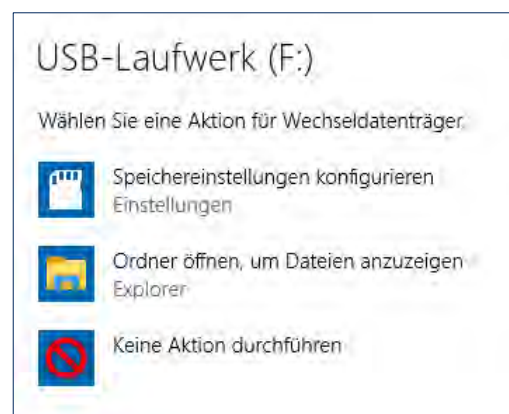 USB-Laufwerk (F:)
Wählen Sie eine Aktion für Wechseldatenträger.
Speichereinstellungen konfigurieren
Einstellungen
Ordner öffnen, um Dateien anzuzeigen
Explorer
Keine Aktion durchführen